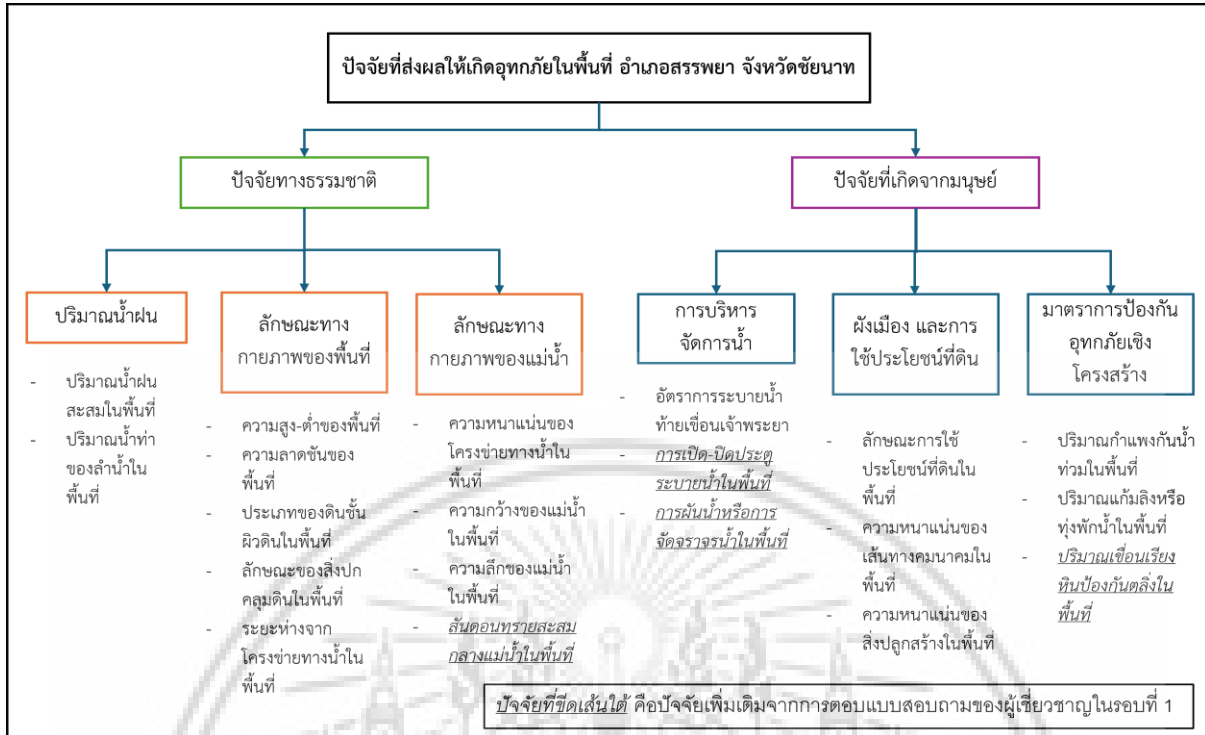 ปัจจัยที่ส่งผลให้เกิดอุทกภัยในพื้นที่ อำเภอสรรพยา จังหวัดชัยนาท
ปัจจัยทางธรรมชาติ
ปัจจัยที่เกิดจากมนุษย์
ปริมาณน้ำฝน
- ปริมาณน้ำฝน
สะสมในพื้นที่
- ปริมาณน้ำท่า
ของลำน้ำใน
พื้นที่
ลักษณะทาง
กายภาพของพื้นที่
- ความสูง-ต่ำของพื้นที่
- ความลาดชันของ
พื้นที่
- ประเภทของดินชั้น
ผิวดินในพื้นที่
- ลักษณะของสิ่งปก
คลุมดินในพื้นที่
- ระยะห่างจาก
โครงข่ายทางน้ำใน
พื้นที่
ลักษณะทาง
กายภาพของแม่น้ำ
- ความหนาแน่นของ
โครงข่ายทางน้ำใน
พื้นที่
- ความกว้างของแม่น้ำ
ในพื้นที่
- ความลึกของแม่น้ำ
ในพื้นที่
- สันดอนทรายสะสม
กลางแม่น้ำในพื้นที่
การบริหาร
จัดการน้ำ
- อัตราการระบายน้ำ
ท้ายเขื่อนเจ้าพระยา
- การเปิด-ปิดประตู
ระบายน้ำในพื้นที่
- การผันน้ำหรือการ
จัดจราจรน้ำในพื้นที่
ผังเมือง และการ
ใช้ประโยชน์ที่ดิน
- ลักษณะการใช้
ประโยชน์ที่ดินใน
พื้นที่
- ความหนาแน่นของ
เส้นทางคมนาคมใน
พื้นที่
- ความหนาแน่นของ
สิ่งปลูกสร้างในพื้นที่
มาตราการป้องกัน
อุทกภัยเชิง
โครงสร้าง
- ปริมาณกำแพงกันน้ำ
ท่วมในพื้นที่
- ปริมาณแก้มลิงหรือ
ทุ่งพักน้ำในพื้นที่
- ปริมาณเขื่อนเรียง
หินป้องกันตลิ่งใน
พื้นที่
ปัจจัยที่ขีดเส้นใต้ คือปัจจัยเพิ่มเติมจากการตอบแบบสอบถามของผู้เชี่ยวชาญในรอบที่ 1